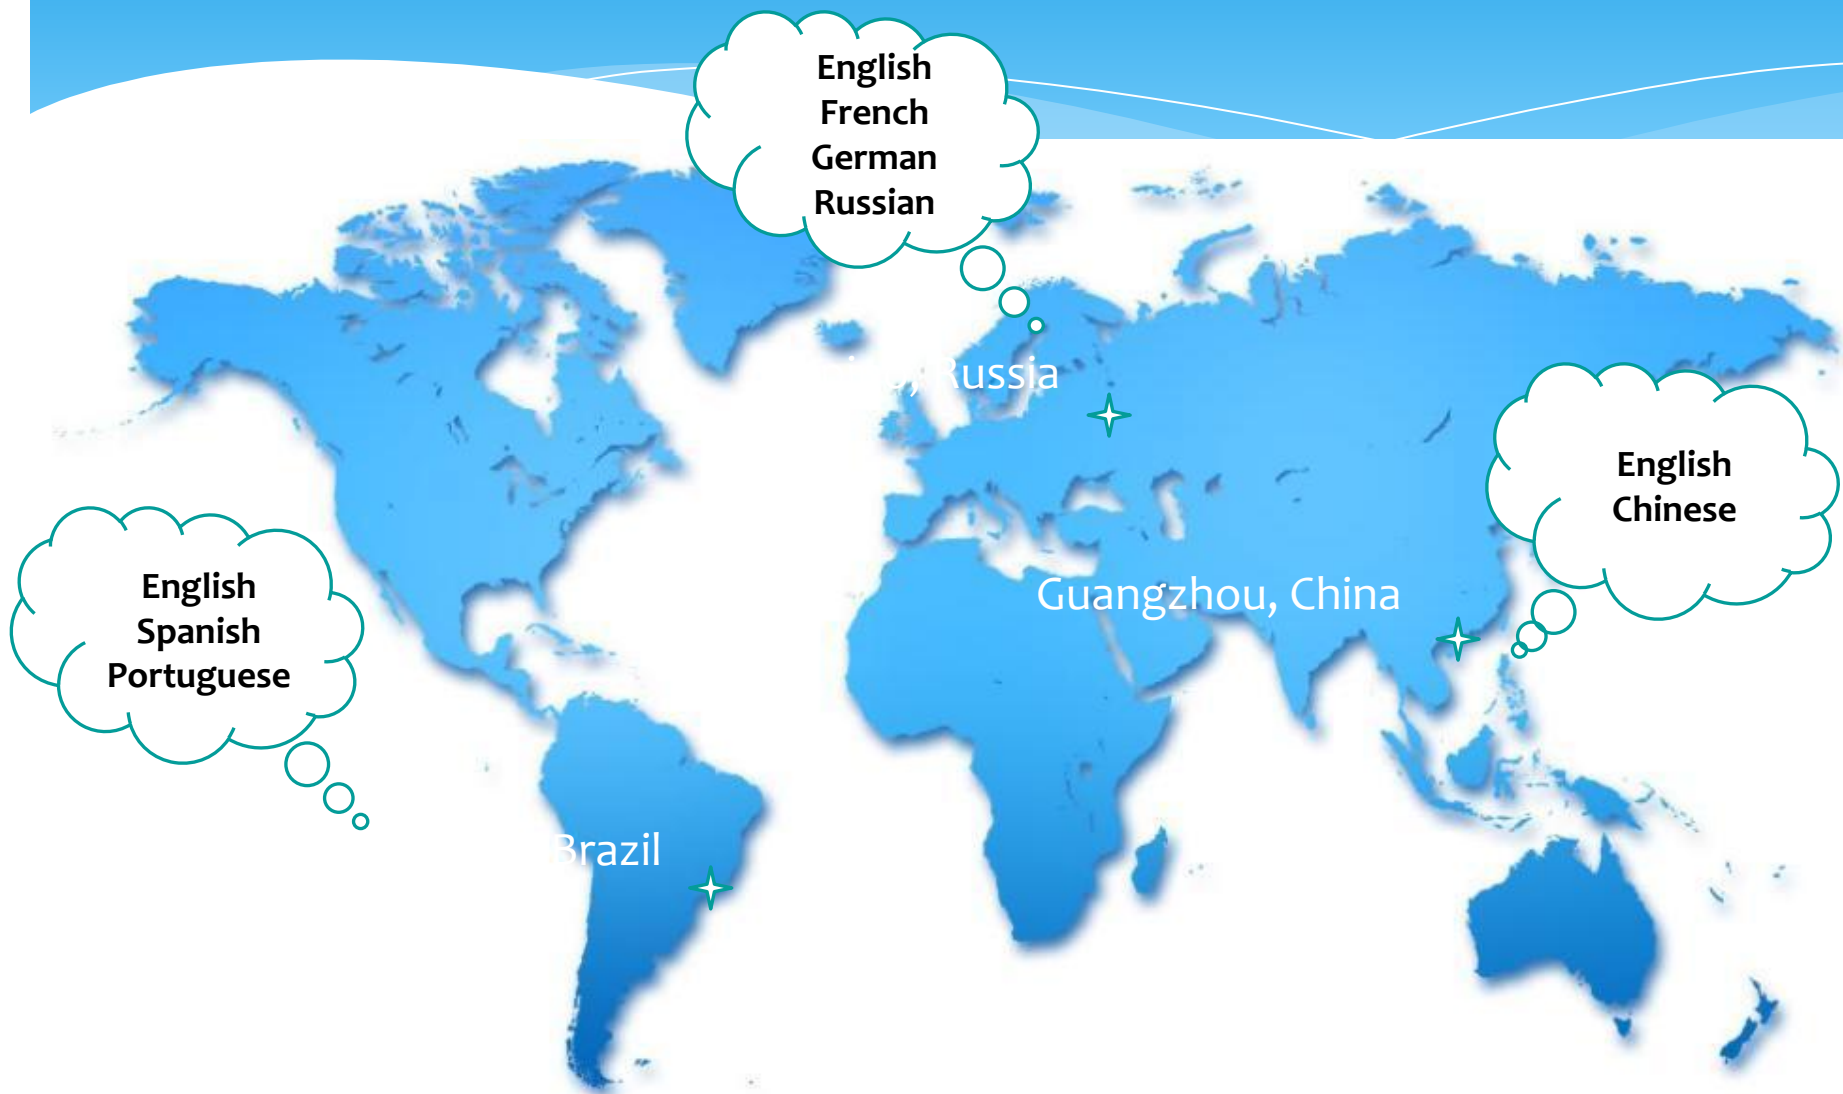 English
French
German
Russian
Russia
English
Chinese
Guangzhou, China
English
Spanish
Portuguese
Brazil